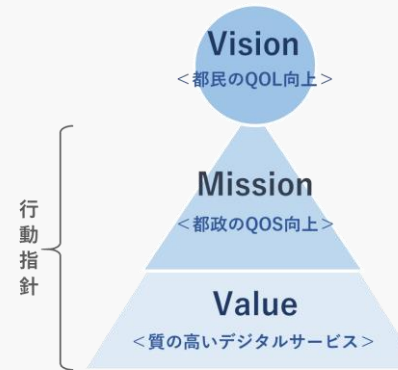 Vision
＜都民のQOL向上＞
行動指針
Mission
＜都政のQOS向上＞
Value
＜質の高いデジタルサービス＞